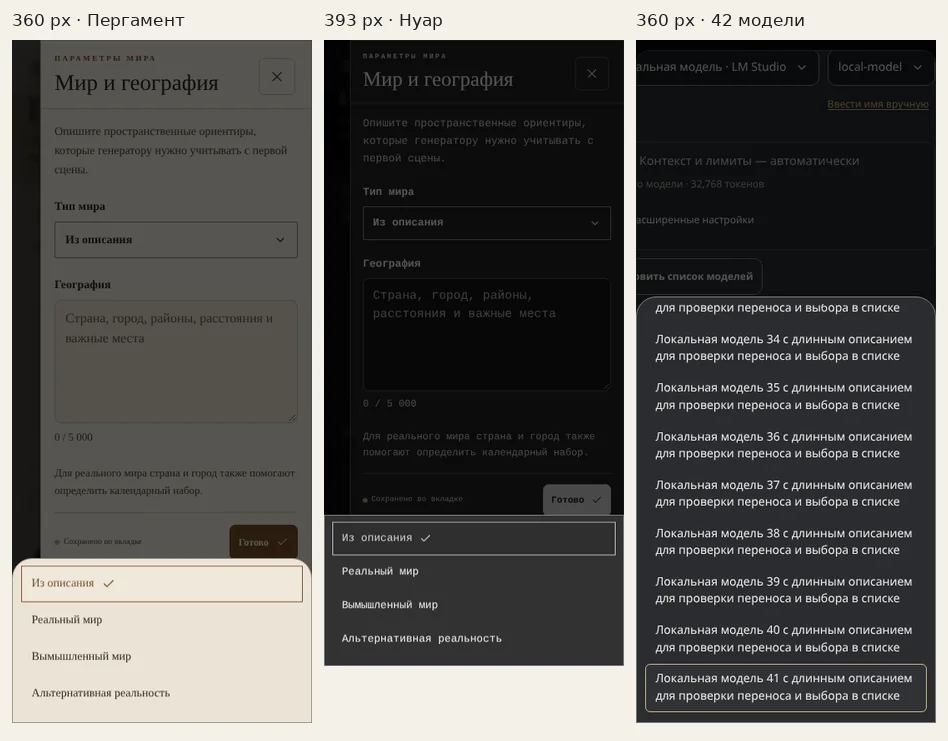 360 px · Пергамент
ПАРАМЕТРЫ МИРА
Мир и география
Опишите пространственные ориентиры,
которые генератору нужно учитывать с первой
сцены.
Тип мира
Из описания
География
Страна, город, районы, расстояния и
важные места
0 / 5 000
Для реального мира страна и город также помогают
определить календарный набор.
Сохранено во вкладке
Готово
Из описания
Реальный мир
Вымышленный мир
Альтернативная реальность
393 px · Нуар
ПАРАМЕТРЫ МИРА
Мир и география
Опишите пространственные ориентиры,
которые генератору нужно учитывать с
первой сцены.
Тип мира
Из описания
География
Страна, город, районы,
расстояния и важные места
0 / 5 000
Для реального мира страна и город также
помогают определить календарный набор.
Сохранено во вкладке
Готово
Из описания
Реальный мир
Вымышленный мир
Альтернативная реальность
360 px · 42 модели
альная модель · LM Studio
local-model
Ввести имя вручную
Контекст и лимиты — автоматически
о модели · 32,768 токенов
асширенные настройки
овить список моделей
для проверки переноса и выбора в списке
Локальная модель 34 с длинным описанием
для проверки переноса и выбора в списке
Локальная модель 35 с длинным описанием
для проверки переноса и выбора в списке
Локальная модель 36 с длинным описанием
для проверки переноса и выбора в списке
Локальная модель 37 с длинным описанием
для проверки переноса и выбора в списке
Локальная модель 38 с длинным описанием
для проверки переноса и выбора в списке
Локальная модель 39 с длинным описанием
для проверки переноса и выбора в списке
Локальная модель 40 с длинным описанием
для проверки переноса и выбора в списке
Локальная модель 41 с длинным описанием
для проверки переноса и выбора в списке